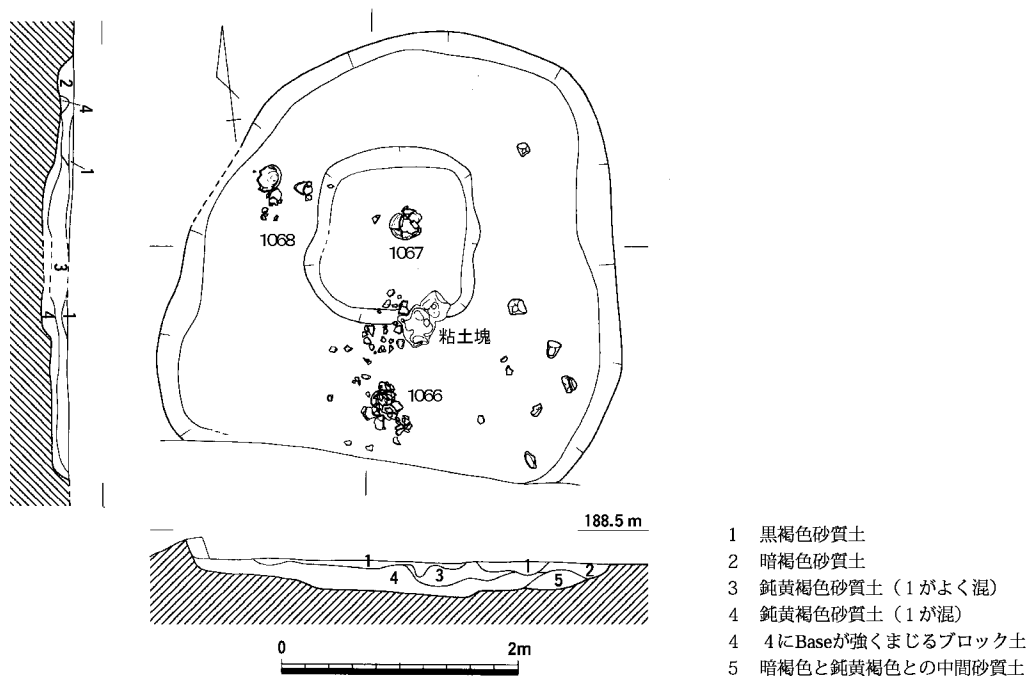 2
4
1
3
4 1
1068
1067
粘土塊
1066
188.5 m
1
4
3
1
5
2
0 2m
1 黒褐色砂質土
2 暗褐色砂質土
3 鈍黄褐色砂質土（1がよく混）
4 鈍黄褐色砂質土（1が混）
4 4にBaseが強くまじるブロック土
5 暗褐色と鈍黄褐色との中間砂質土